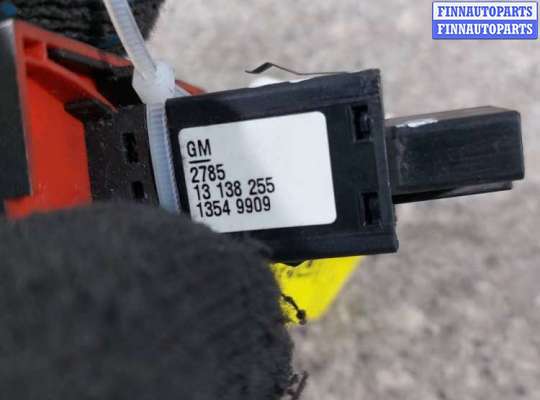 FINNAUTOPARTS
FINNAUTOPARTS
GM
2785
13 138 255
1354 9909